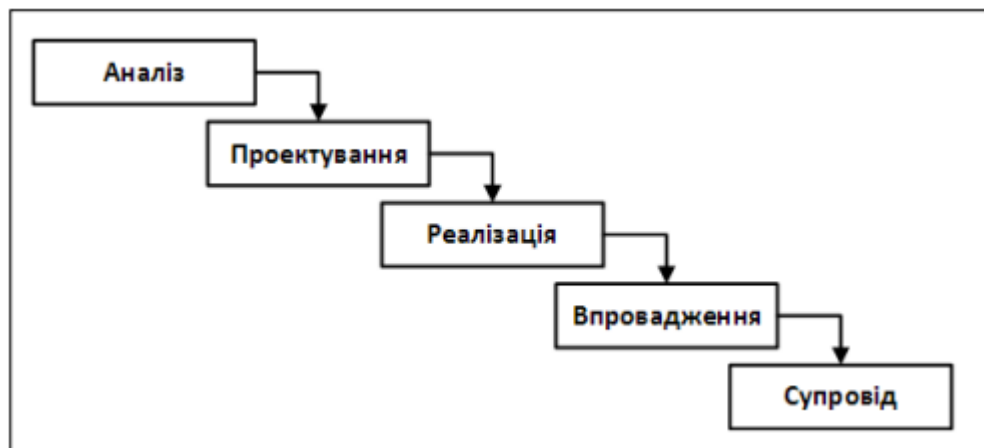 Аналіз
Проектування
Реалізація
Впровадження
Супровід